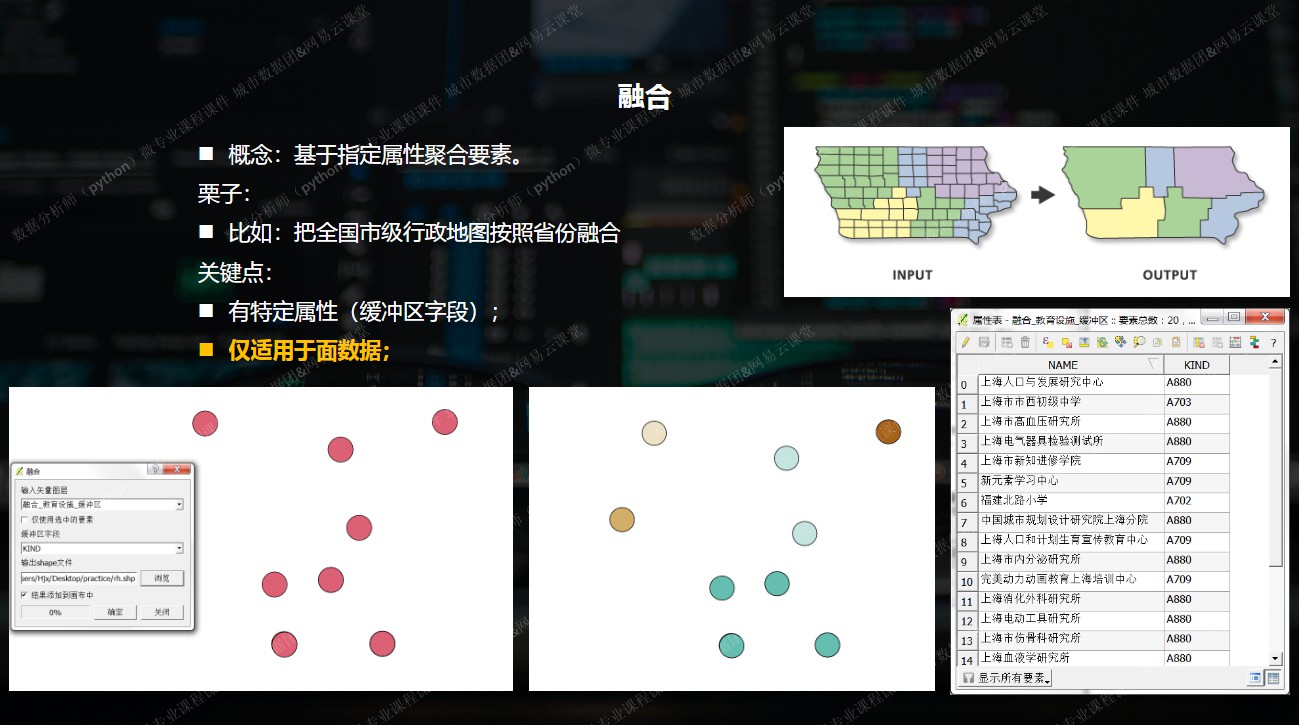 融合
■ 概念：基于指定属性聚合要素。
栗子：
■ 比如：把全国市级行政地图按照省份融合
关键点：
■ 有特定属性（缓冲区字段）；
■ 仅适用于面数据；
INPUT
OUTPUT
融合
输入矢量图层
融合_教育设施_缓冲区
仅使用选中的要素
缓冲区字段
KIND
输出shape文件
sers/Hjx/Desktop/practice/rh.shp
浏览
结果添加到画布中
0%
确定
关闭
属性表 - 融合_教育设施_缓冲区 :: 要素总数：20，...
NAME KIND
0 上海人口与发展研究中心 A880
1 上海市市西初级中学 A703
2 上海市高血压研究所 A880
3 上海电气器具检验测试所 A880
4 上海市新知进修学院 A709
5 新元素学习中心 A709
6 福建北路小学 A702
7 中国城市规划设计研究院上海分院 A880
8 上海人口和计划生育宣传教育中心 A709
9 上海市内分泌研究所 A880
10 完美动力动画教育上海培训中心 A709
11 上海消化外科研究所 A880
12 上海电动工具研究所 A880
13 上海市伤骨科研究所 A880
14 上海血液学研究所 A880
显示所有要素
数据分析师（python）微专业课程课件 城市数据团&网易云课堂